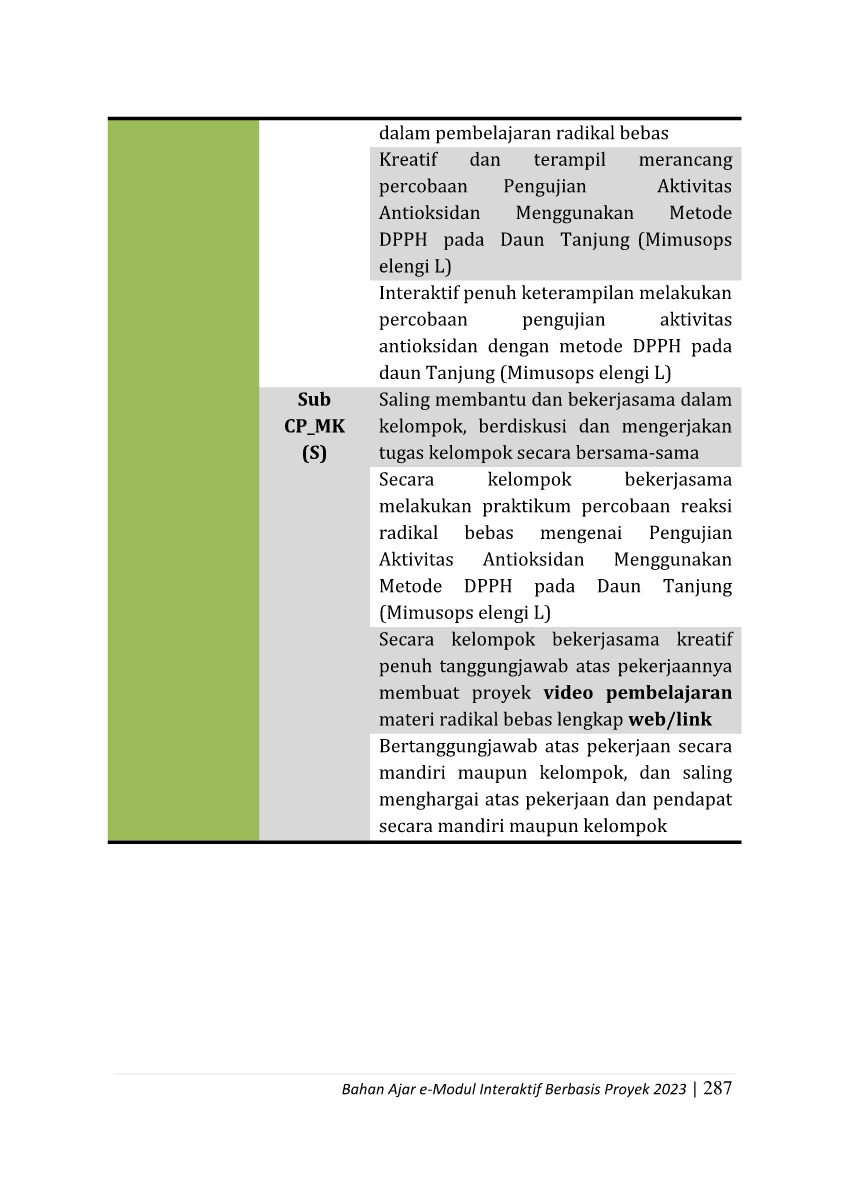 dalam pembelajaran radikal bebas
Kreatif dan terampil merancang
percobaan Pengujian Aktivitas
Antioksidan Menggunakan Metode
DPPH pada Daun Tanjung (Mimusops
elengi L)
Interaktif penuh keterampilan melakukan
percobaan pengujian aktivitas
antioksidan dengan metode DPPH pada
daun Tanjung (Mimusops elengi L)
Sub
CP_MK
(S)
Saling membantu dan bekerjasama dalam
kelompok, berdiskusi dan mengerjakan
tugas kelompok secara bersama-sama
Secara kelompok bekerjasama
melakukan praktikum percobaan reaksi
radikal bebas mengenai Pengujian
Aktivitas Antioksidan Menggunakan
Metode DPPH pada Daun Tanjung
(Mimusops elengi L)
Secara kelompok bekerjasama kreatif
penuh tanggungjawab atas pekerjaannya
membuat proyek video pembelajaran
materi radikal bebas lengkap web/link
Bertanggungjawab atas pekerjaan secara
mandiri maupun kelompok, dan saling
menghargai atas pekerjaan dan pendapat
secara mandiri maupun kelompok
Bahan Ajar e-Modul Interaktif Berbasis Proyek 2023 | 287